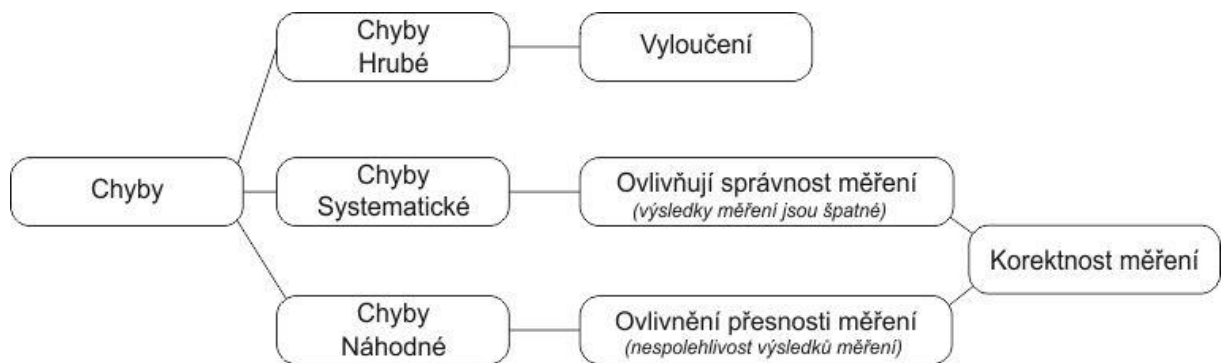 Chyby
Hrubé
Vyloučení
Chyby
Chyby
Systematické
Ovlivňují správnost měření
(výsledky měření jsou špatné)
Korektnost měření
Chyby
Náhodné
Ovlivnění přesnosti měření
(nespolehlivost výsledků měření)